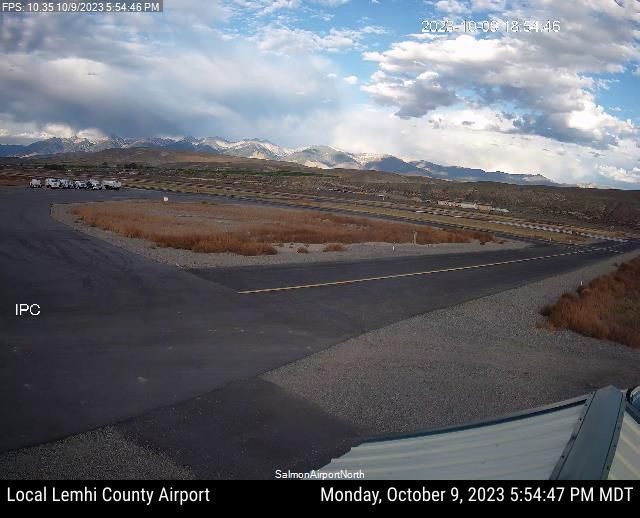 FPS: 10.35 10/9/2023 5:54:46 PM
2023-10-09 18:54:46
IPC
SalmonAirportNorth
Local Lemhi County Airport
Monday, October 9, 2023 5:54:47 PM MDT